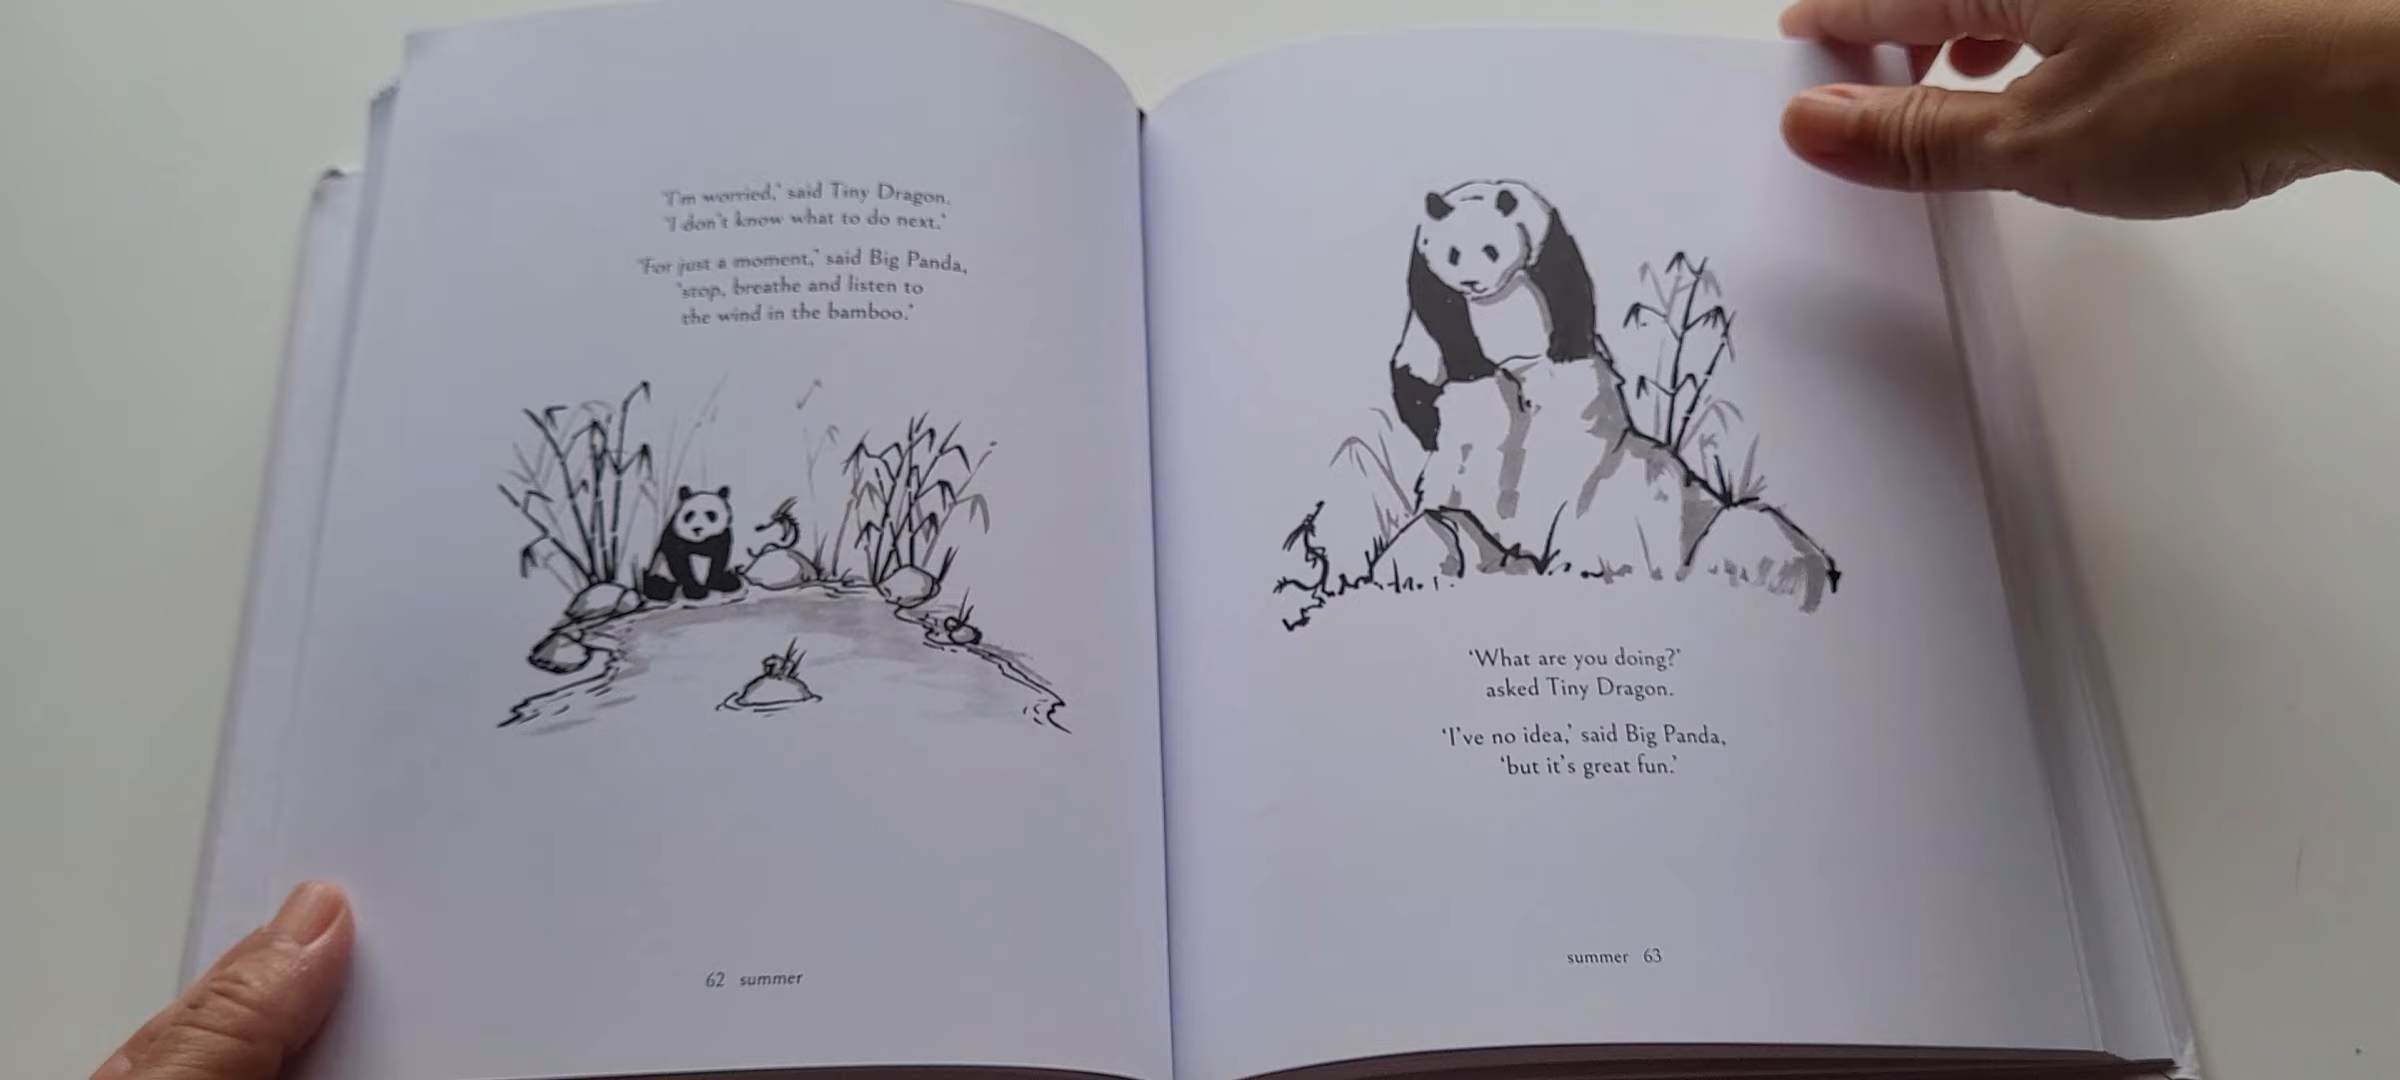 'I'm worried,' said Tiny Dragon.
'I don't know what to do next.'
'For just a moment,' said Big Panda,
'stop, breathe and listen to
the wind in the bamboo.'
62 summer
'What are you doing?'
asked Tiny Dragon.
'I've no idea,' said Big Panda,
'but it's great fun.'
summer 63